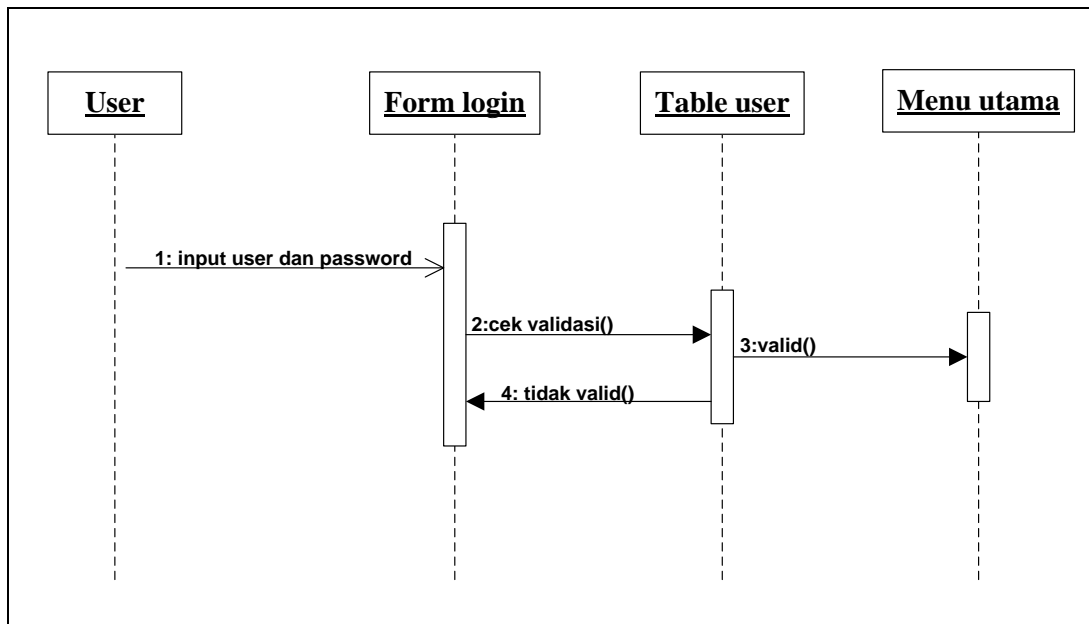 User
Form login
Table user
Menu utama
1: input user dan password
2:cek validasi()
3:valid()
4: tidak valid()